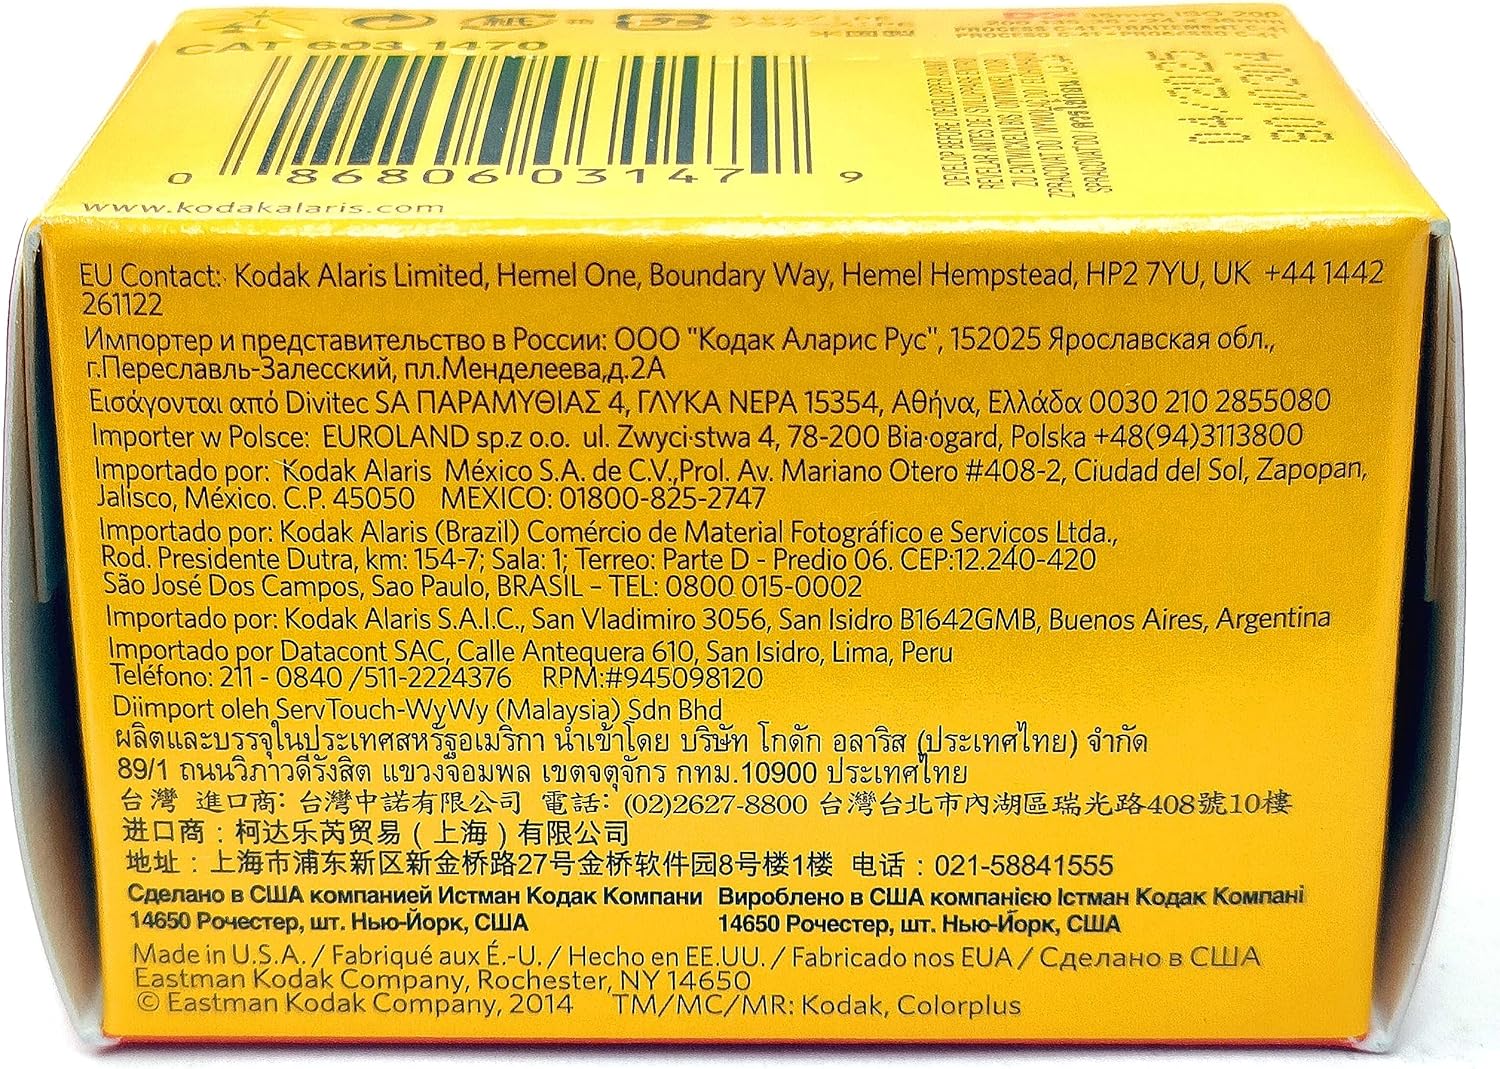 CAT 603 1470
35mm ISO 200
24 x 36mm
0 86806 03147 9
www.kodakalaris.com
DEVELOP BEFORE / DÉVELOPPER AVANT
REVELAR ANTES DE
ZU ENTWICKELN BIS
04/2025
EU Contact: Kodak Alaris Limited, Hemel One, Boundary Way, Hemel Hempstead, HP2 7YU, UK +44 1442
261122
Импортер и представительство в России: ООО "Кодак Аларис Рус", 152025 Ярославская обл.,
г.Переславль-Залесский, пл.Менделеева,д.2А
Εισάγονται από Divitec SA ΠΑΡΑΜΥΘΙΑΣ 4, ΓΛΥΚΑ ΝΕΡΑ 15354, Αθήνα, Ελλάδα 0030 210 2855080
Importer w Polsce: EUROLAND sp.z o.o. ul. Zwyci·stwa 4, 78-200 Bia·ogard, Polska +48(94)3113800
Importado por: Kodak Alaris México S.A. de C.V.,Prol. Av. Mariano Otero #408-2, Ciudad del Sol, Zapopan,
Jalisco, México. C.P. 45050 MEXICO: 01800-825-2747
Importado por: Kodak Alaris (Brazil) Comércio de Material Fotográfico e Servicos Ltda.,
Rod. Presidente Dutra, km: 154-7; Sala: 1; Terreo: Parte D - Predio 06. CEP:12.240-420
São José Dos Campos, Sao Paulo, BRASIL – TEL: 0800 015-0002
Importado por: Kodak Alaris S.A.I.C., San Vladimiro 3056, San Isidro B1642GMB, Buenos Aires, Argentina
Importado por Datacont SAC, Calle Antequera 610, San Isidro, Lima, Peru
Teléfono: 211 - 0840 /511-2224376 RPM:#945098120
Diimport oleh ServTouch-WyWy (Malaysia) Sdn Bhd
ผลิตและบรรจุในประเทศสหรัฐอเมริกา นำเข้าโดย บริษัท โกดัก อลาริส (ประเทศไทย) จำกัด
89/1 ถนนวิภาวดีรังสิต แขวงจอมพล เขตจตุจักร กทม.10900 ประเทศไทย
台灣 進口商: 台灣中諾有限公司 電話: (02)2627-8800 台灣台北市內湖區瑞光路408號10樓
进口商：柯达乐芮贸易（上海）有限公司
地址：上海市浦东新区新金桥路27号金桥软件园8号楼1楼 电话：021-58841555
Сделано в США компанией Истман Кодак Компани Вироблено в США компанією Істман Кодак Компані
14650 Рочестер, шт. Нью-Йорк, США 14650 Рочестер, шт. Нью-Йорк, США
Made in U.S.A. / Fabriqué aux É.-U. / Hecho en EE.UU. / Fabricado nos EUA / Сделано в США
Eastman Kodak Company, Rochester, NY 14650
© Eastman Kodak Company, 2014 TM/MC/MR: Kodak, Colorplus